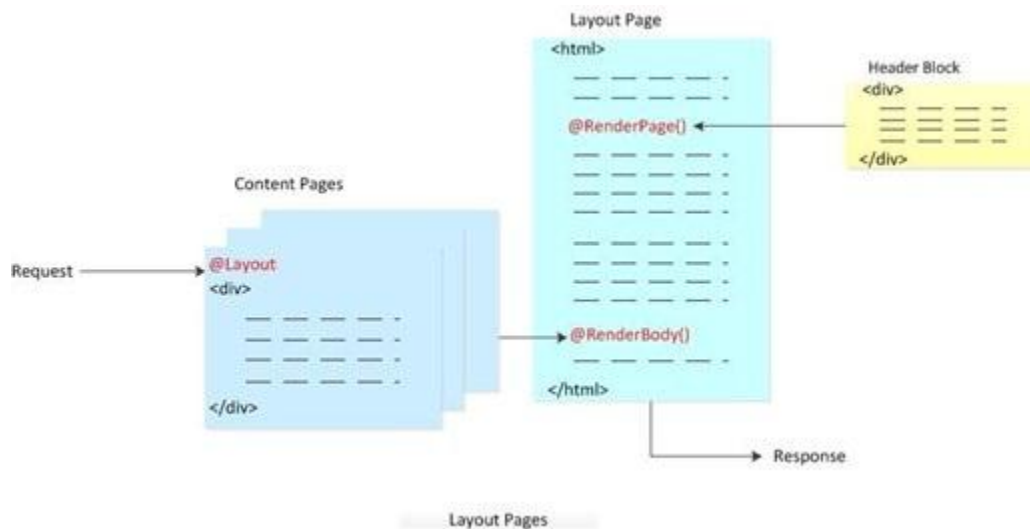 Layout Page
<html>
Header Block
<div>
@RenderPage()
</div>
Content Pages
Request
@Layout
<div>
@RenderBody()
</div>
</html>
Response
Layout Pages